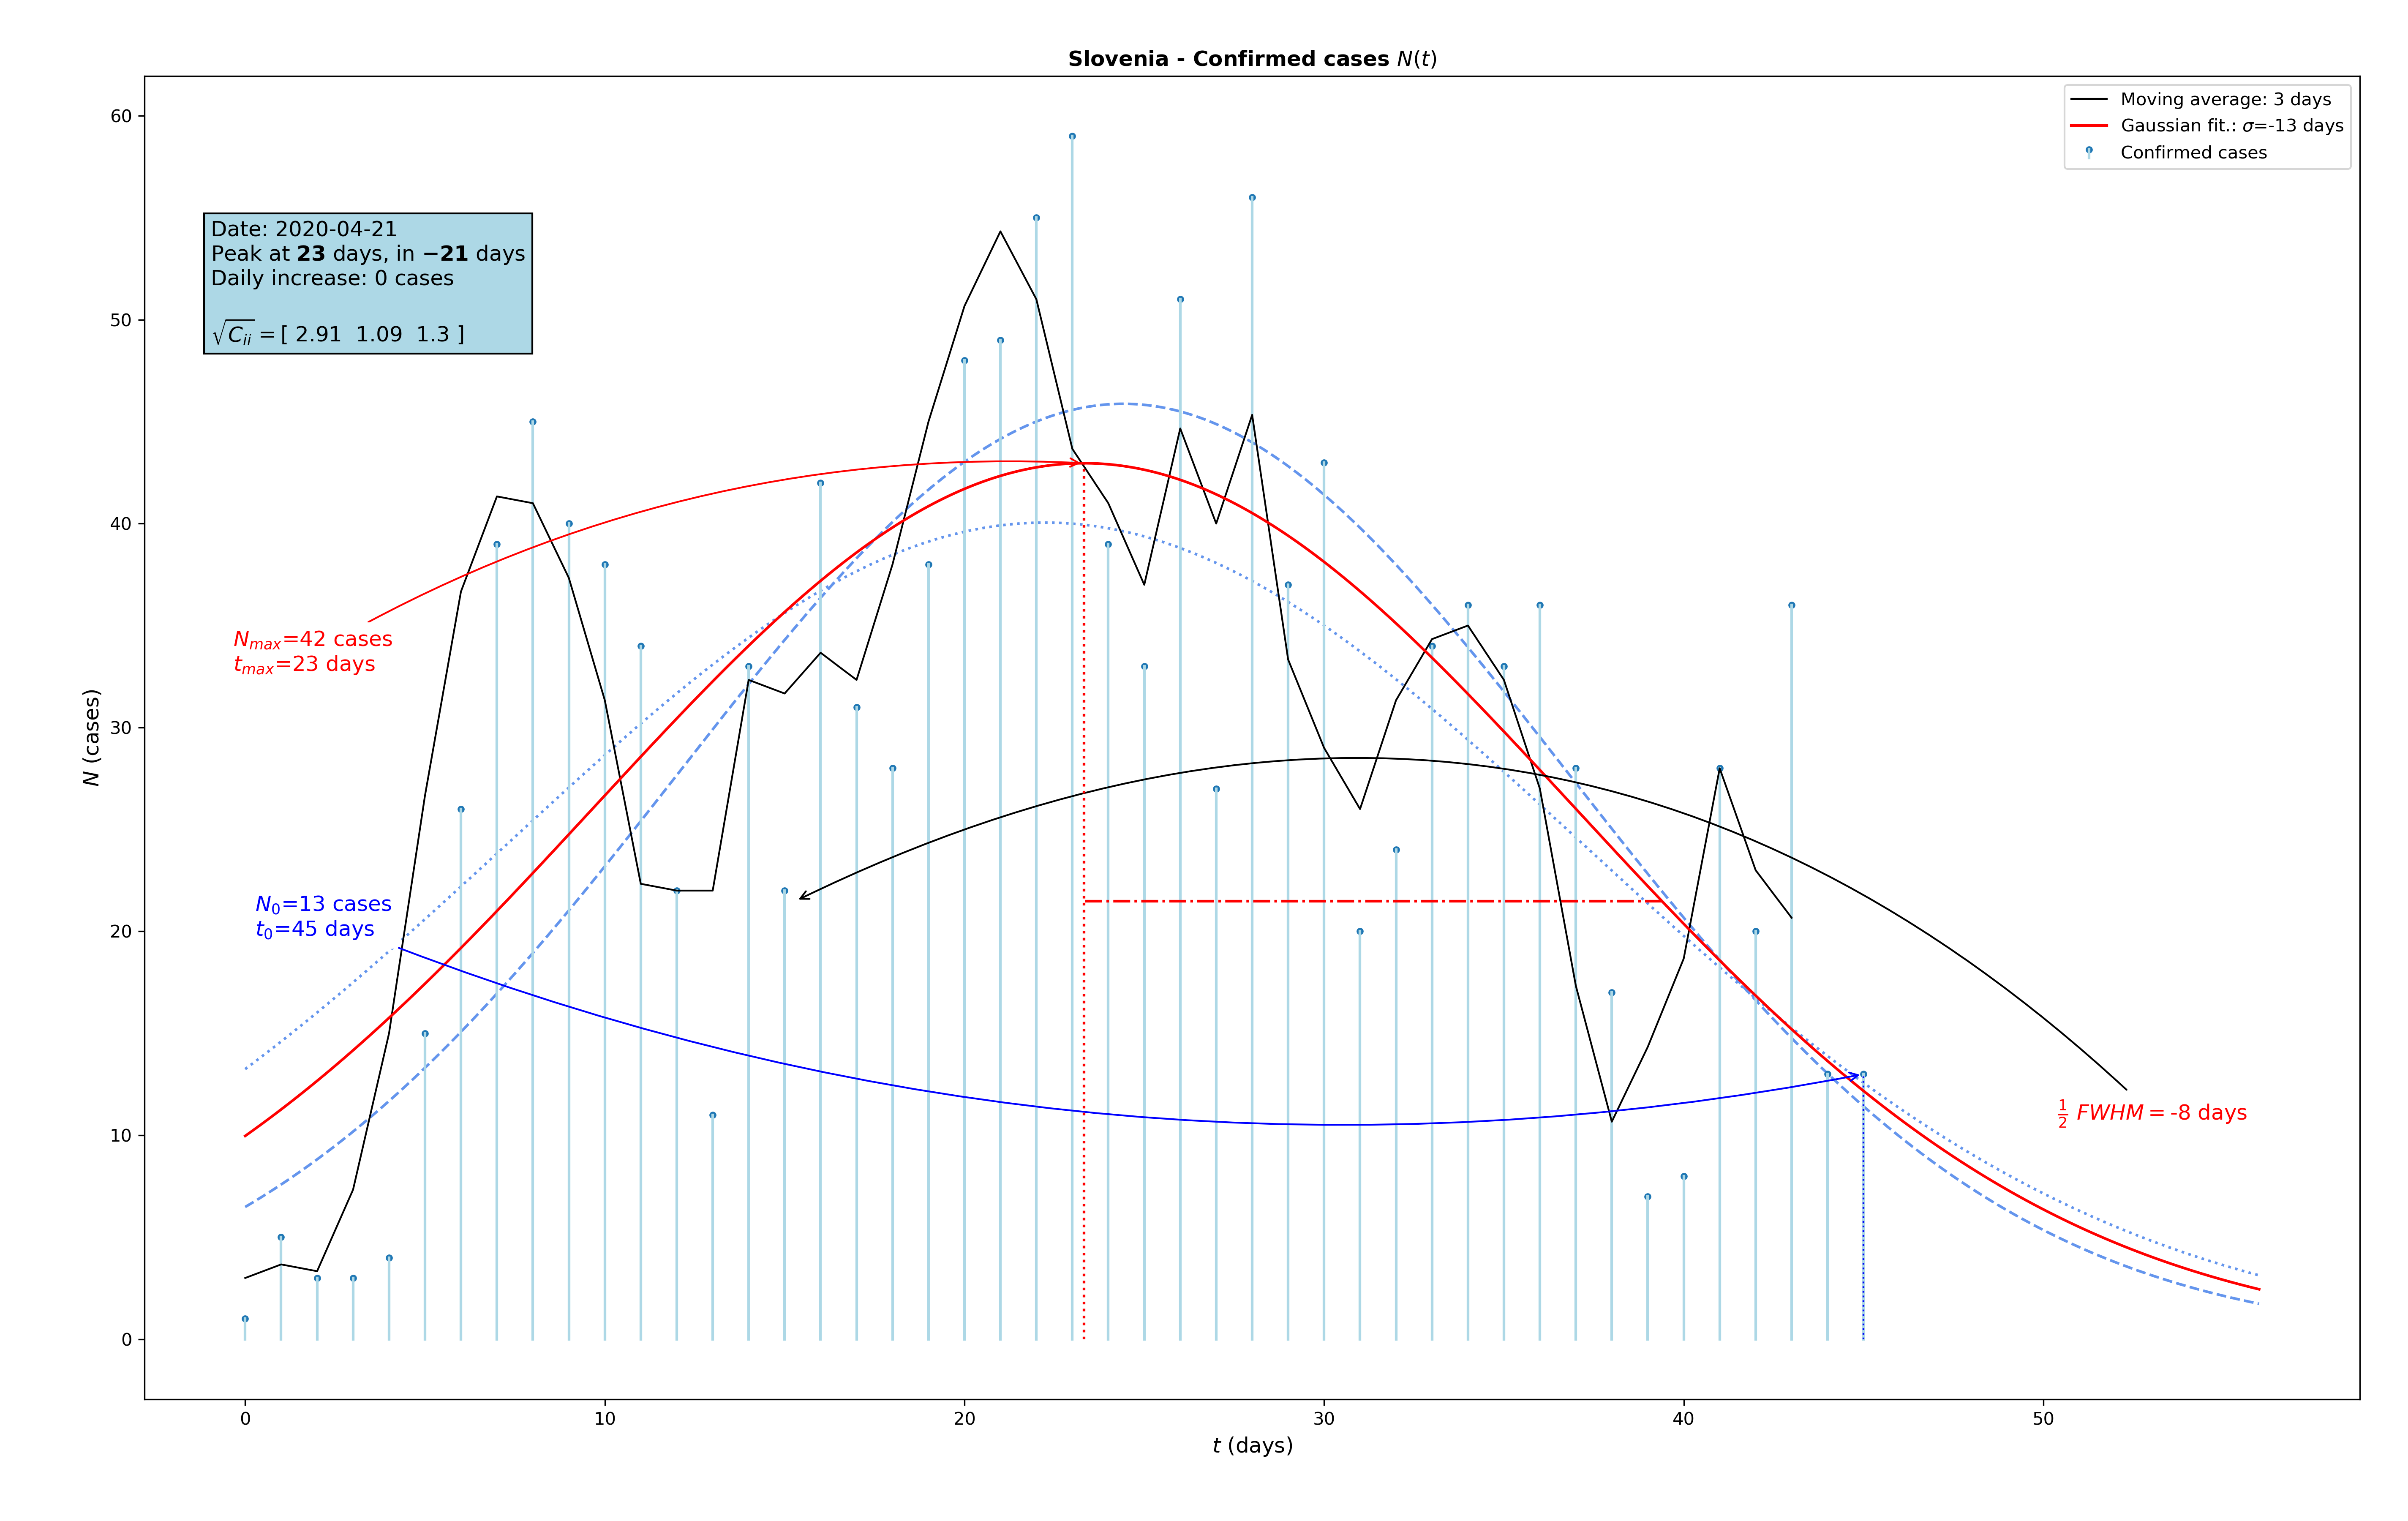 Slovenia - Confirmed cases N(t)
Moving average: 3 days
Gaussian fit.: σ=-13 days
Confirmed cases
Date: 2020-04-21
Peak at 23 days, in −21 days
Daily increase: 0 cases
√C_ii = [ 2.91 1.09 1.3 ]
N_max=42 cases
t_max=23 days
N_0=13 cases
t_0=45 days
1/2 FWHM = -8 days
N (cases)
60
50
40
30
20
10
0
0 10 20 30 40 50
t (days)